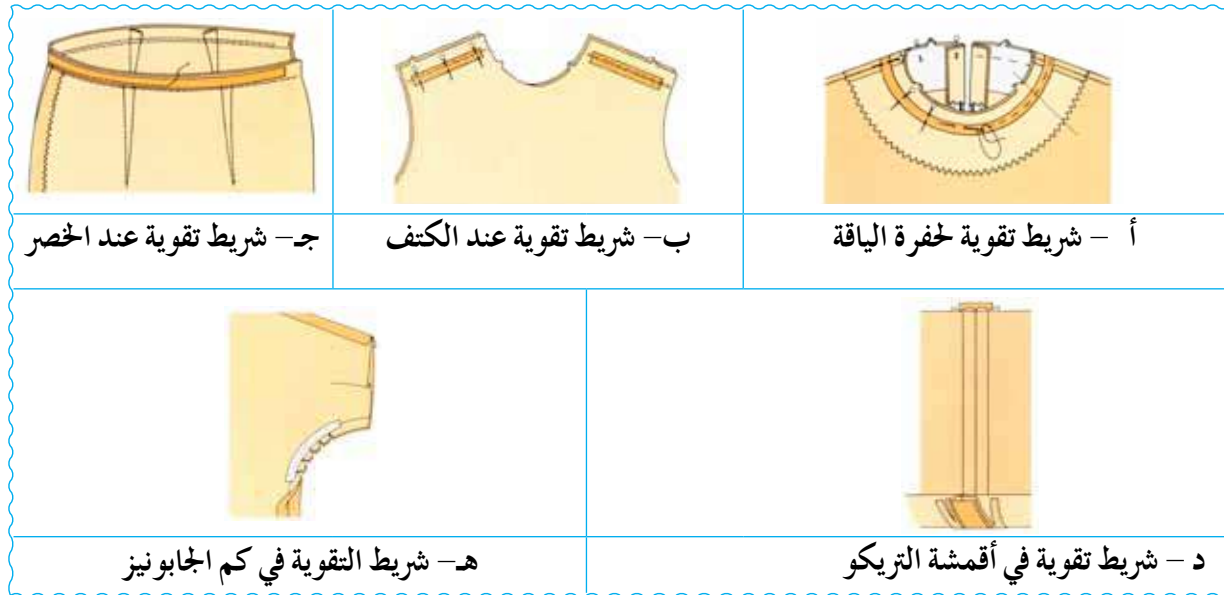 أ – شريط تقوية لحفرة الياقة
ب– شريط تقوية عند الكتف
جـ– شريط تقوية عند الخصر
د – شريط تقوية في أقمشة التريكو
هـ– شريط التقوية في كم الجابونيز